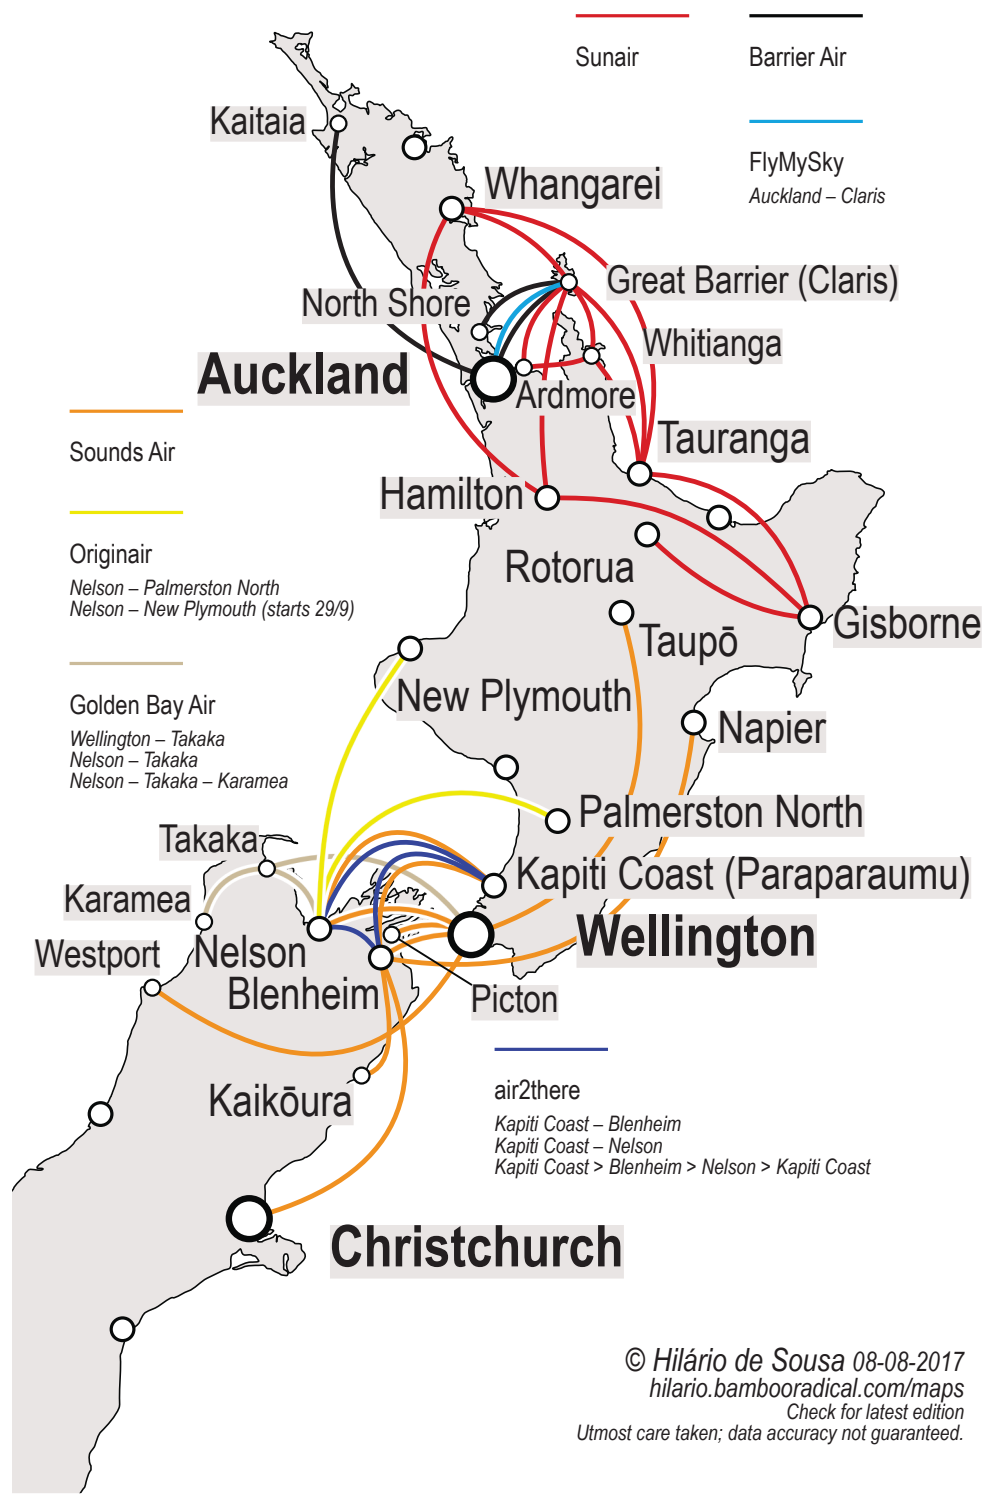 Sunair
Barrier Air
Kaitaia
FlyMySky
Auckland – Claris
Whangarei
Great Barrier (Claris)
North Shore
Whitianga
Auckland
Ardmore
Sounds Air
Tauranga
Hamilton
Originair
Nelson – Palmerston North
Nelson – New Plymouth (starts 29/9)
Rotorua
Gisborne
Taupō
Golden Bay Air
Wellington – Takaka
Nelson – Takaka
Nelson – Takaka – Karamea
New Plymouth
Napier
Palmerston North
Takaka
Kapiti Coast (Paraparaumu)
Karamea
Wellington
Westport
Nelson
Blenheim
Picton
air2there
Kapiti Coast – Blenheim
Kapiti Coast – Nelson
Kapiti Coast > Blenheim > Nelson > Kapiti Coast
Kaikōura
Christchurch
© Hilário de Sousa 08-08-2017
hilario.bambooradical.com/maps
Check for latest edition
Utmost care taken; data accuracy not guaranteed.